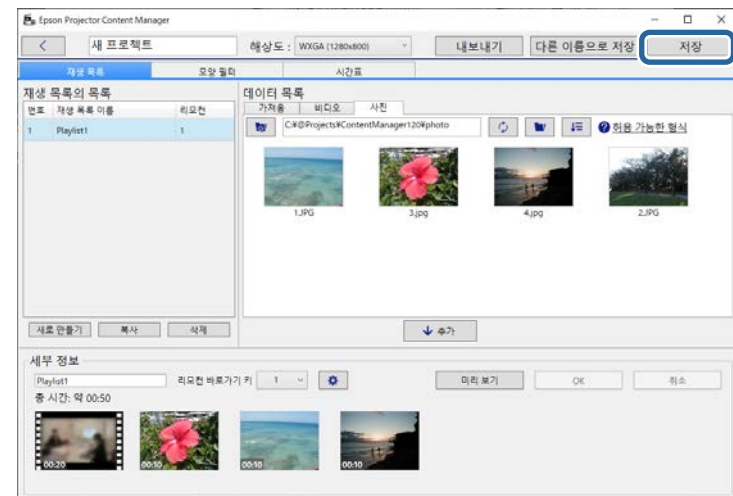 Epson Projector Content Manager
새 프로젝트 해상도 : WXGA (1280x800) 내보내기 다른 이름으로 저장 저장
재생 목록 모양 필터 시간표
재생 목록의 목록 데이터 목록
번호 재생 목록 이름 리모컨 가져옴 비디오 사진
1 Playlist1 1 C:¥@Projects¥ContentManager120¥photo 허용 가능한 형식
1.JPG 3.jpg 4.jpg 2.JPG
새로 만들기 복사 삭제 추가
세부 정보
Playlist1 리모컨 바로가기 키 1 미리 보기 OK 취소
총 시간: 약 00:50
00:20 00:10 00:10 00:10